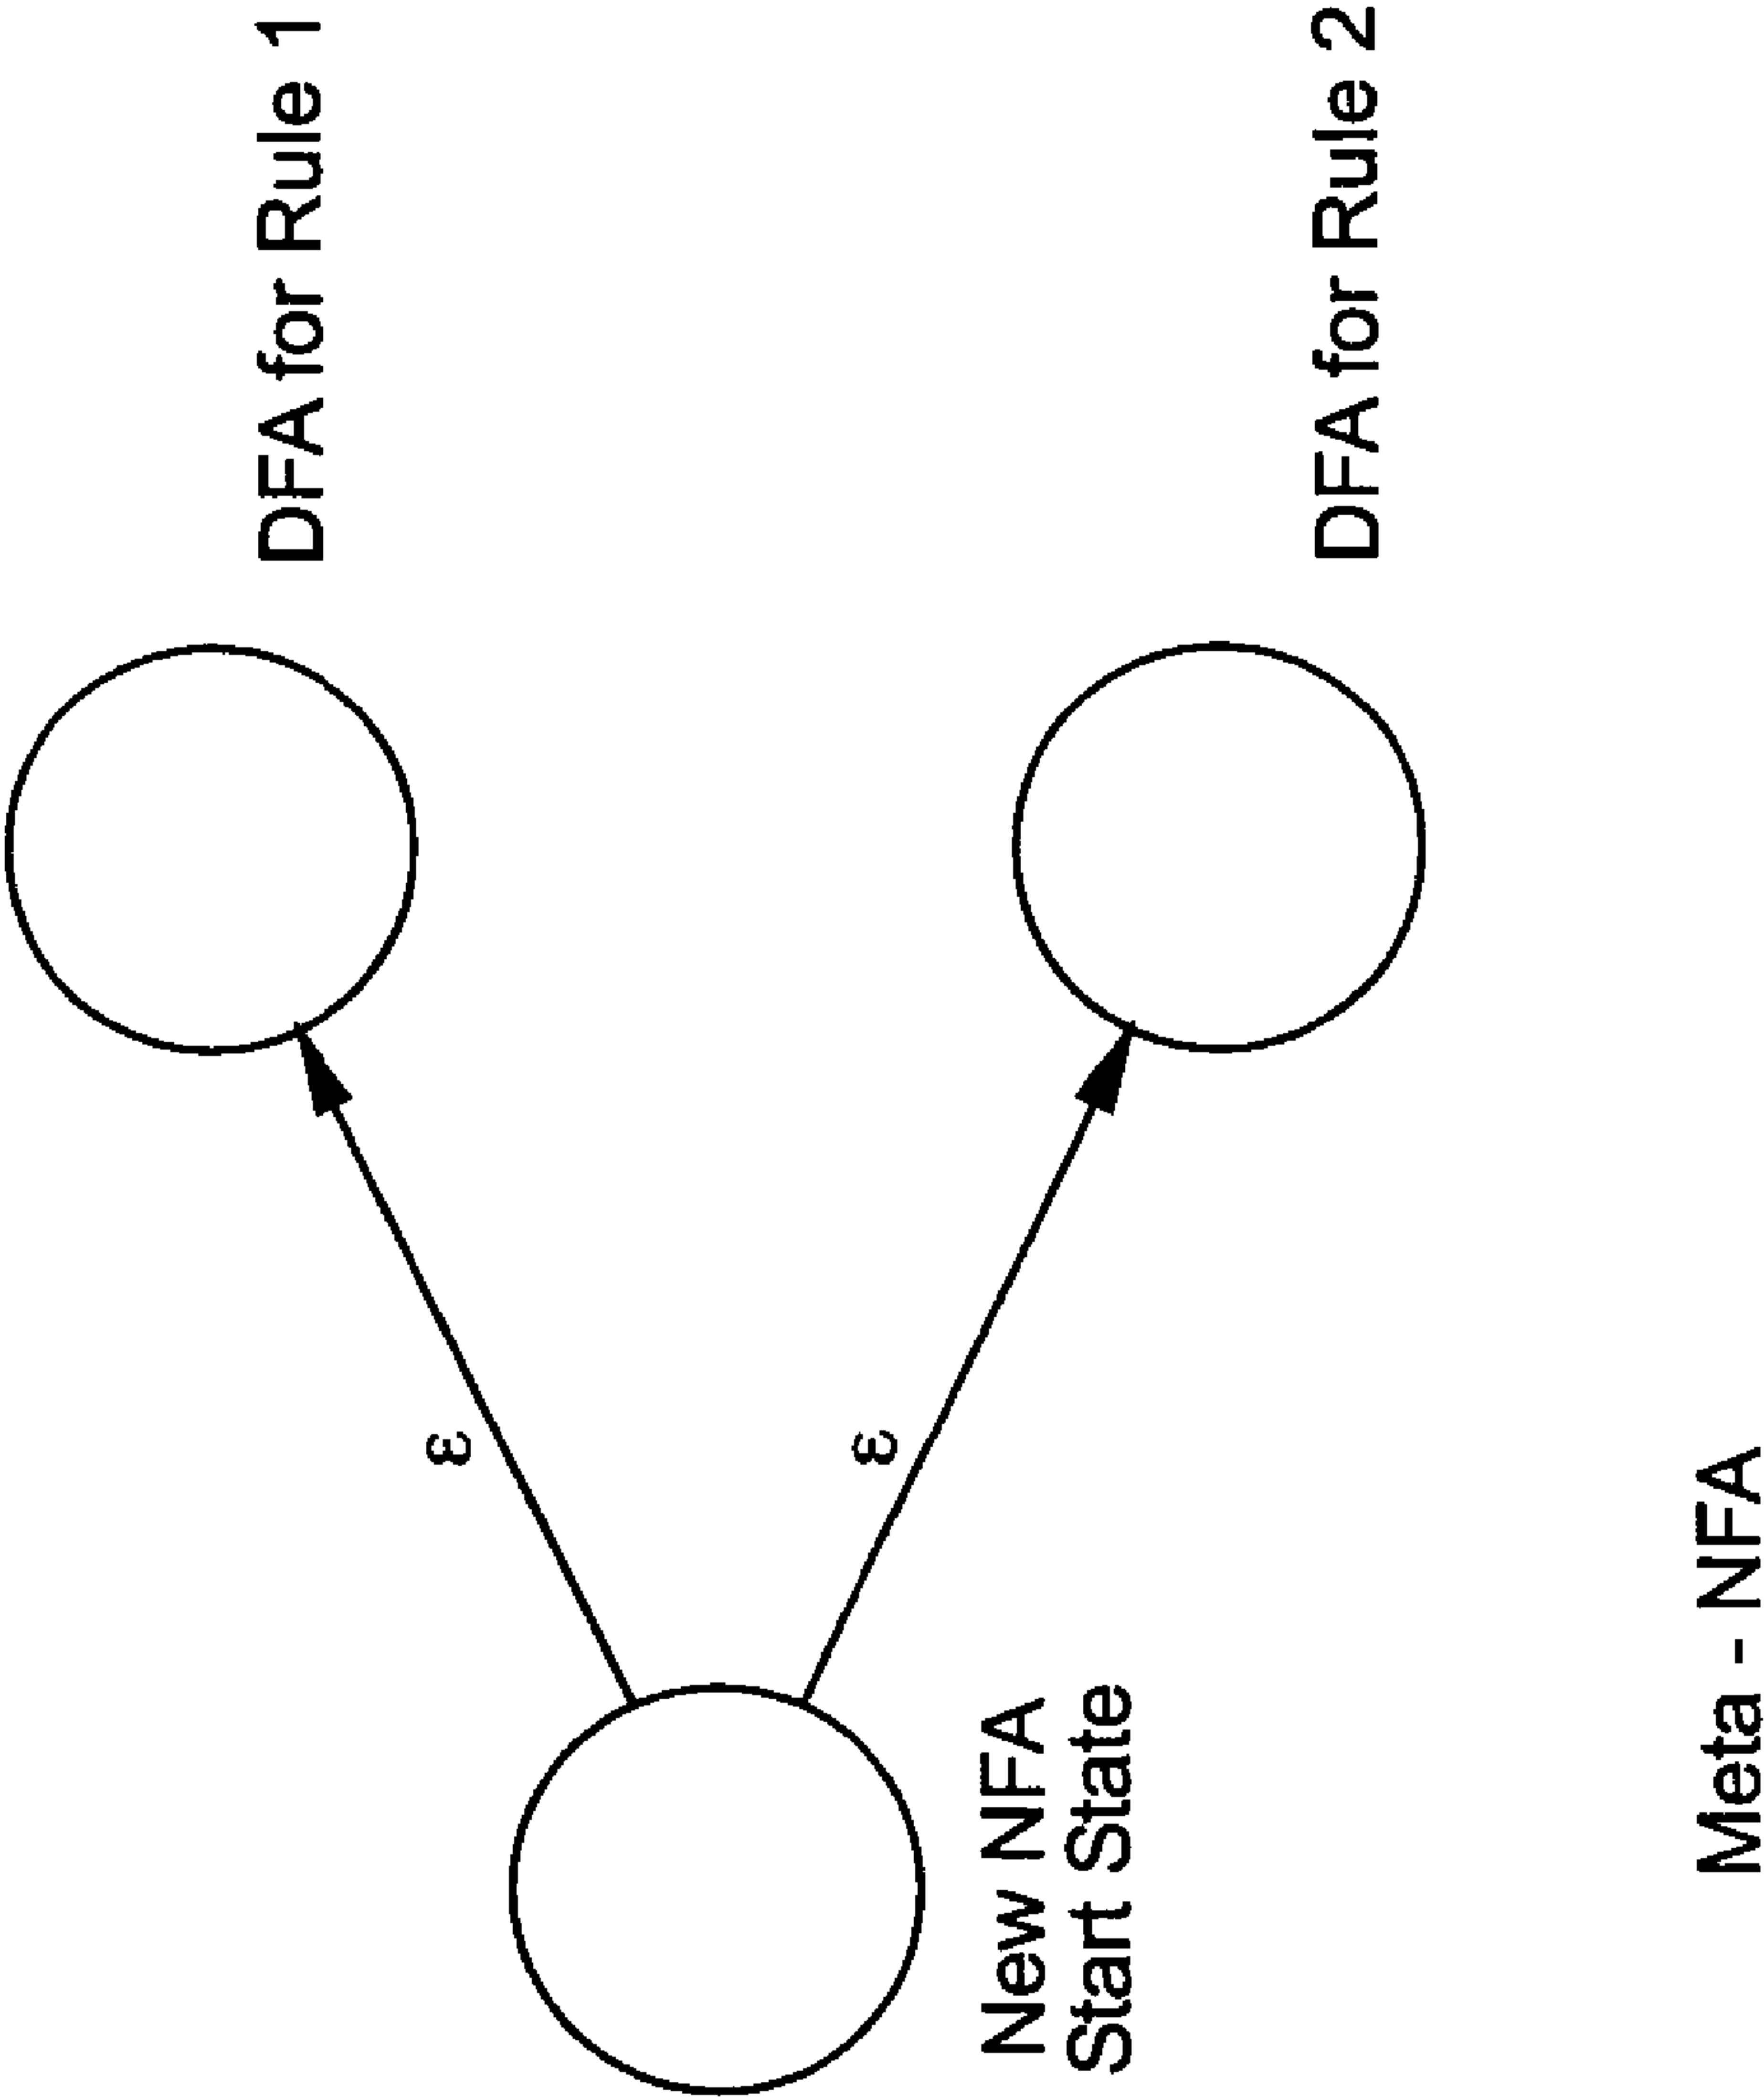 DFA for Rule 1
ε
ε
New NFA
Start State
DFA for Rule 2
Meta - NFA